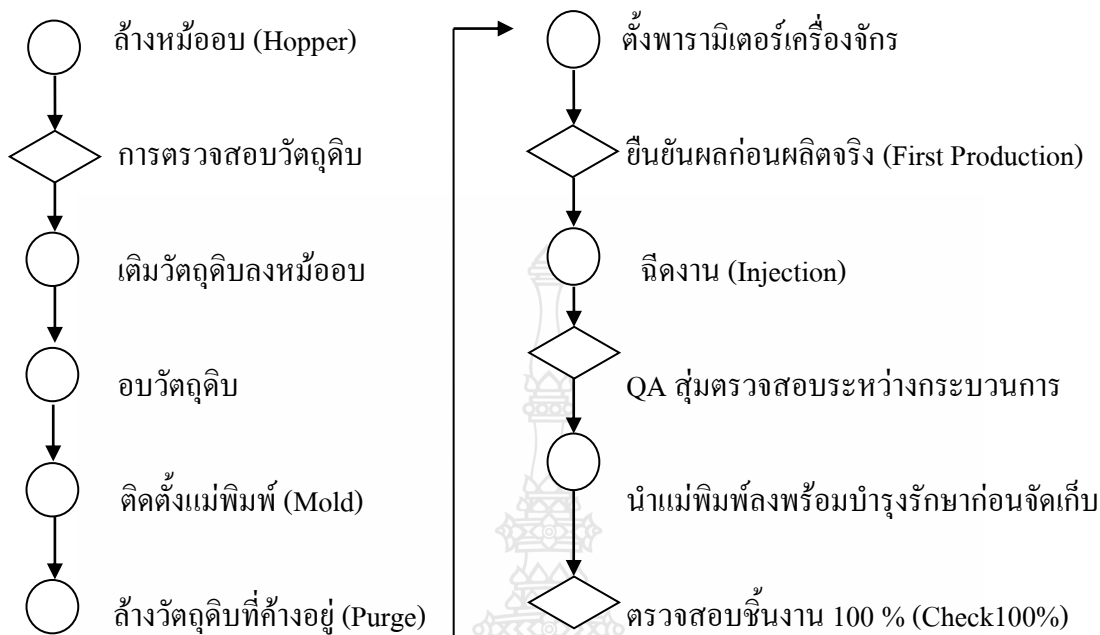 ล้างหม้ออบ (Hopper)
การตรวจสอบวัตถุดิบ
เติมวัตถุดิบลงหม้ออบ
อบวัตถุดิบ
ติดตั้งแม่พิมพ์ (Mold)
ล้างวัตถุดิบที่ค้างอยู่ (Purge)
ตั้งพารามิเตอร์เครื่องจักร
ยืนยันผลก่อนผลิตจริง (First Production)
ฉีดงาน (Injection)
QA สุ่มตรวจสอบระหว่างกระบวนการ
นำแม่พิมพ์ลงพร้อมบำรุงรักษาก่อนจัดเก็บ
ตรวจสอบชิ้นงาน 100 % (Check100%)